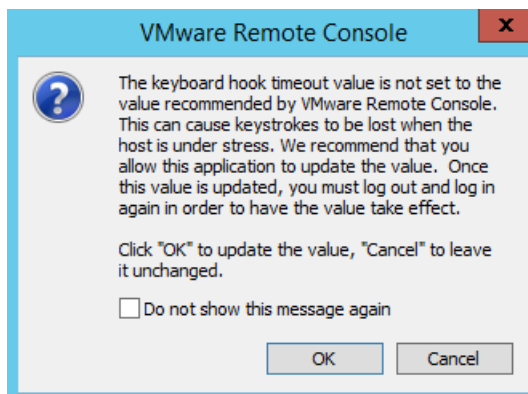 VMware Remote Console
x
The keyboard hook timeout value is not set to the
value recommended by VMware Remote Console.
This can cause keystrokes to be lost when the
host is under stress. We recommend that you
allow this application to update the value.  Once
this value is updated, you must log out and log in
again in order to have the value take effect.
Click "OK" to update the value, "Cancel" to leave
it unchanged.
Do not show this message again
OK
Cancel